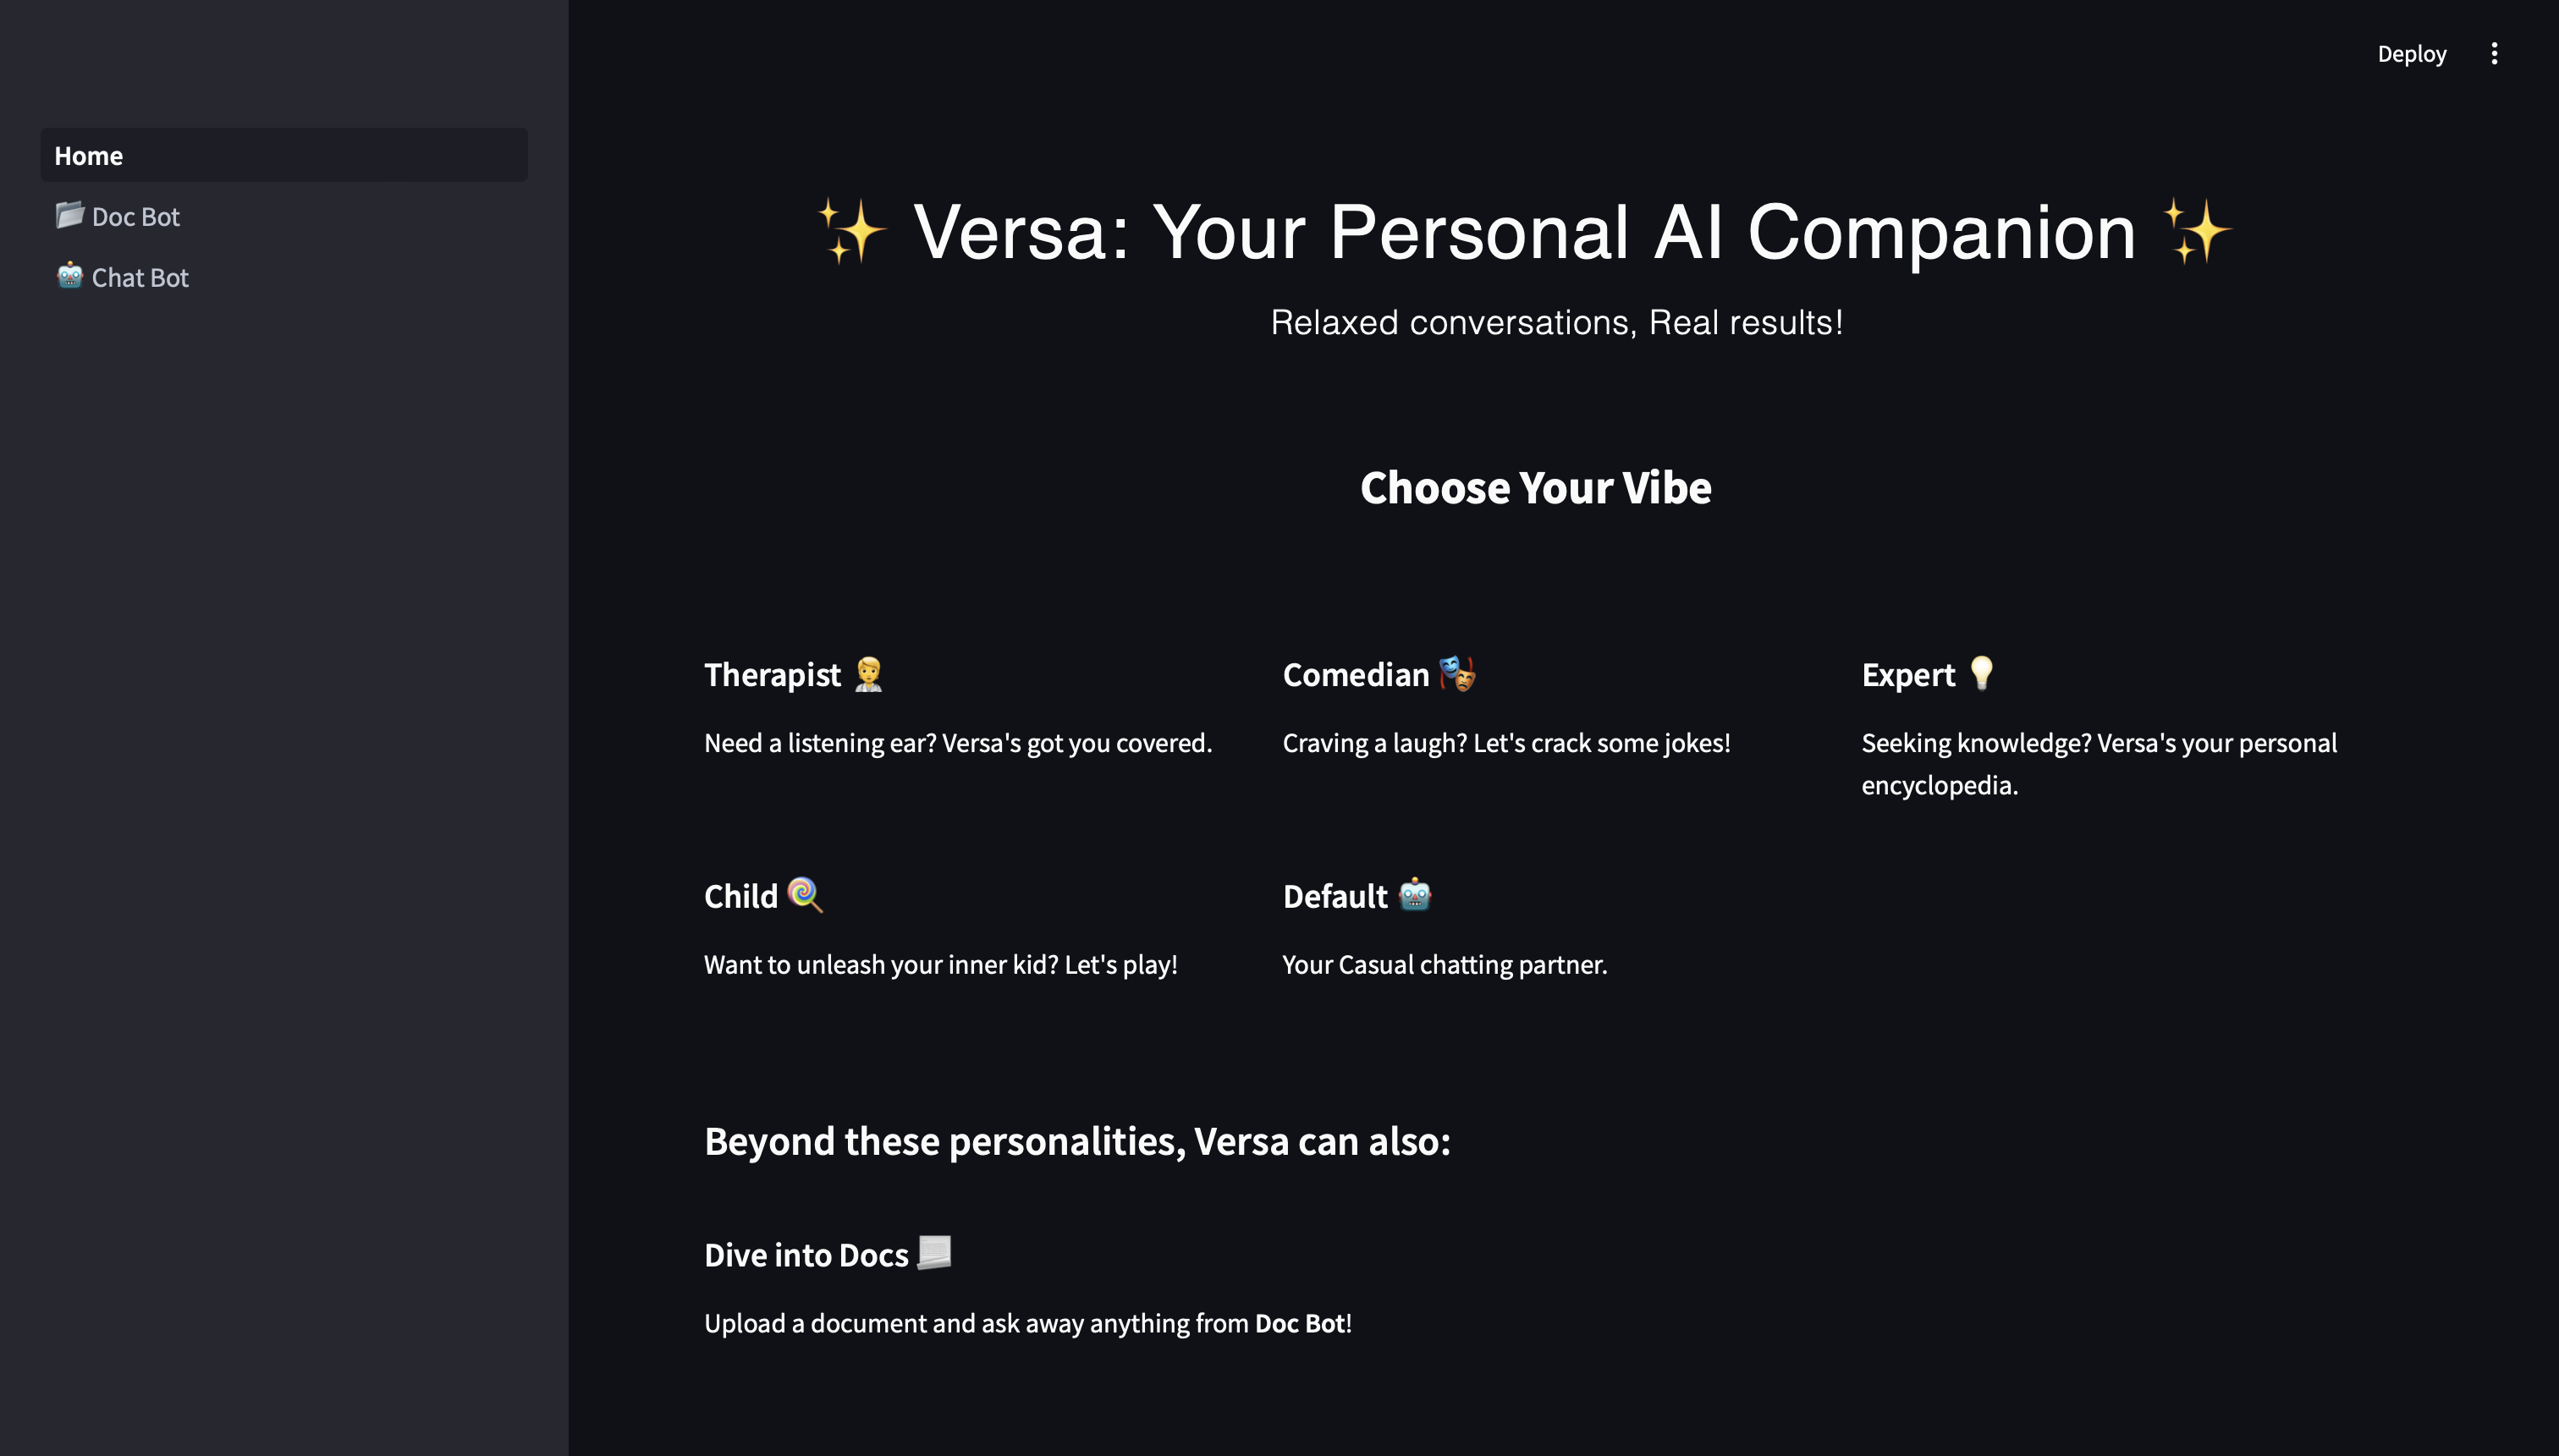 Deploy
Home
Doc Bot
Chat Bot
✨ Versa: Your Personal AI Companion ✨
Relaxed conversations, Real results!
Choose Your Vibe
Therapist 🧑‍⚕️
Need a listening ear? Versa's got you covered.
Comedian 🎭
Craving a laugh? Let's crack some jokes!
Expert 💡
Seeking knowledge? Versa's your personal
encyclopedia.
Child 🍭
Want to unleash your inner kid? Let's play!
Default 🤖
Your Casual chatting partner.
Beyond these personalities, Versa can also:
Dive into Docs 📃
Upload a document and ask away anything from Doc Bot!